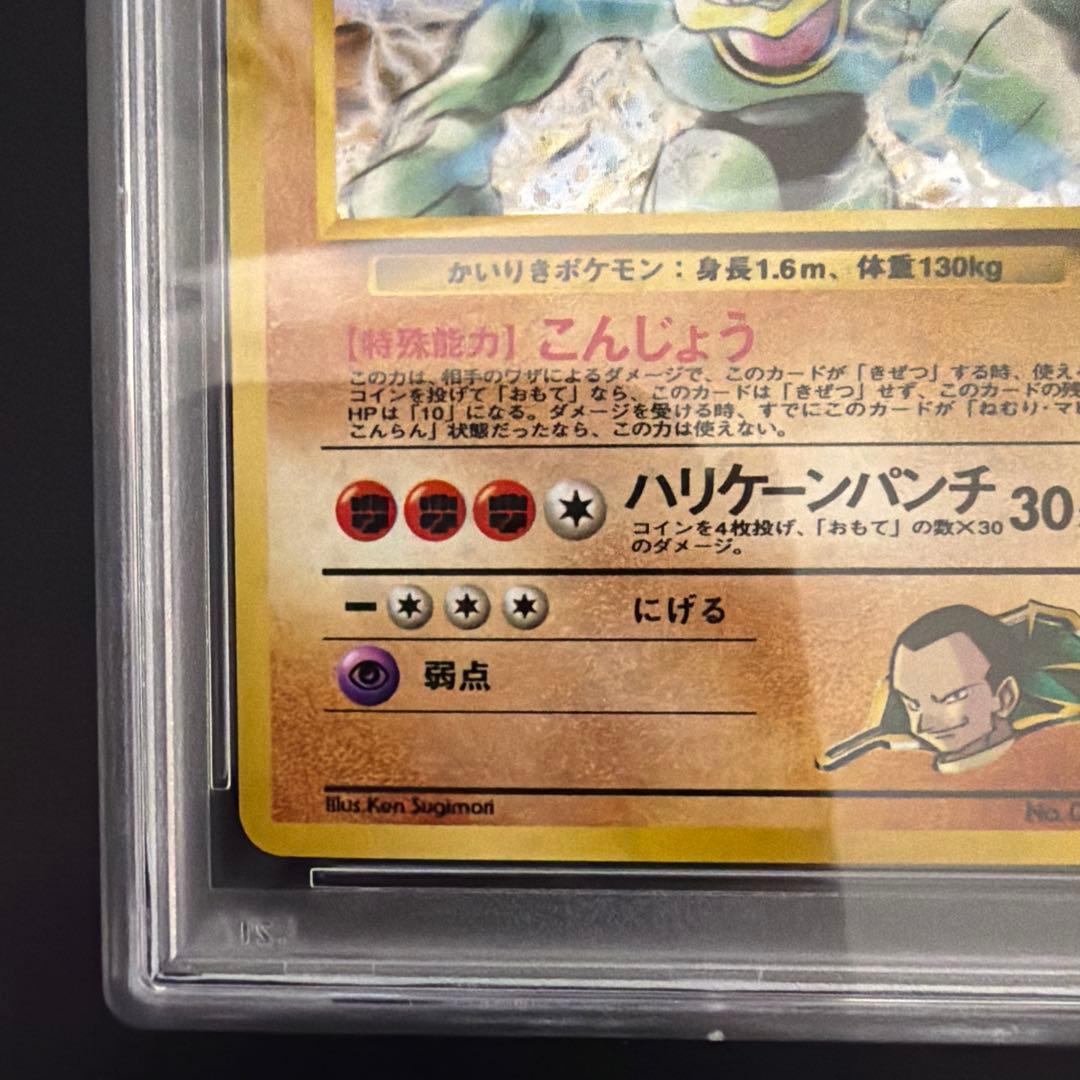 かいりきポケモン：身長1.6m、体重130kg
【特殊能力】こんじょう
この力は、相手のワザによるダメージで、このカードが「きぜつ」する時、使え
コインを投げて「おもて」なら、このカードは「きぜつ」せず、このカードの残
HPは「10」になる。ダメージを受ける時、すでにこのカードが「ねむり・マ
こんらん」状態だったなら、この力は使えない。
ハリケーンパンチ 30
コインを4枚投げ、「おもて」の数×30
のダメージ。
にげる
弱点
Illus. Ken Sugimori
No. 0